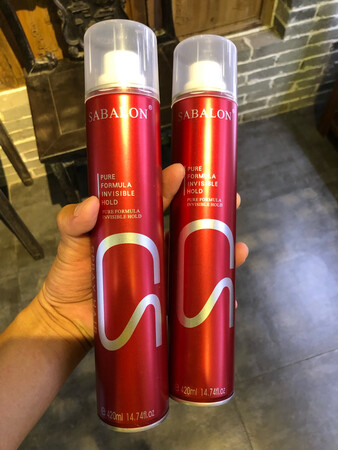 SABALON®
PURE
FORMULA
INVISIBLE
HOLD
PURE FORMULA
INVISIBLE HOLD
420ml 14.74fl.oz
SABALON®
PURE
FORMULA
INVISIBLE
HOLD
PURE FORMULA
INVISIBLE HOLD
420ml 14.74fl.oz